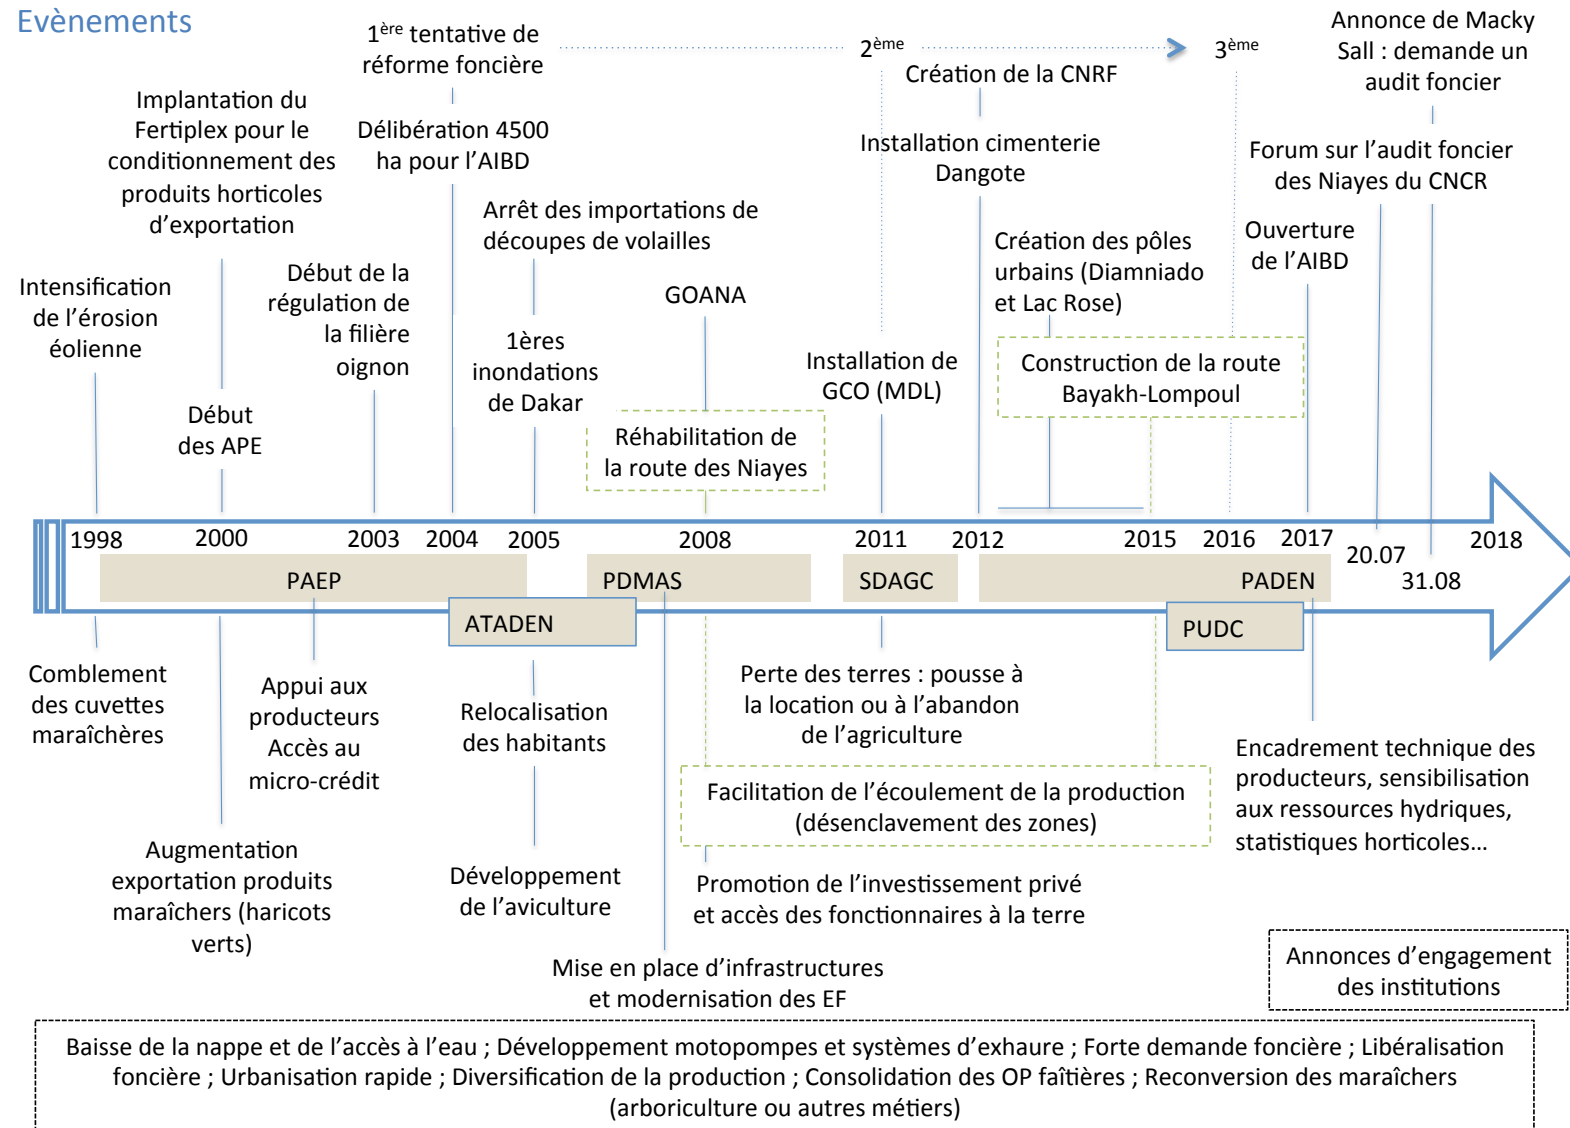 Evènements
1ère tentative de
réforme foncière
2ème
3ème
Annonce de Macky
Sall : demande un
audit foncier
Création de la CNRF
Implantation du
Fertiplex pour le
conditionnement des
produits horticoles
d’exportation
Délibération 4500
ha pour l’AIBD
Installation cimenterie
Dangote
Forum sur l’audit foncier
des Niayes du CNCR
Arrêt des importations de
découpes de volailles
Création des pôles
urbains (Diamniado
et Lac Rose)
Ouverture
de l’AIBD
Intensification
de l’érosion
éolienne
Début de la
régulation de
la filière
oignon
GOANA
1ères
inondations
de Dakar
Installation de
GCO (MDL)
Construction de la route
Bayakh-Lompoul
Début
des APE
Réhabilitation de
la route des Niayes
1998
2000
2003
2004
2005
2008
2011
2012
2015
2016
2017
20.07
31.08
2018
PAEP
PDMAS
SDAGC
PADEN
ATADEN
PUDC
Comblement
des cuvettes
maraîchères
Appui aux
producteurs
Accès au
micro-crédit
Relocalisation
des habitants
Perte des terres : pousse à
la location ou à l’abandon
de l’agriculture
Encadrement technique des
producteurs, sensibilisation
aux ressources hydriques,
statistiques horticoles…
Facilitation de l’écoulement de la production
(désenclavement des zones)
Augmentation
exportation produits
maraîchers (haricots
verts)
Développement
de l’aviculture
Promotion de l’investissement privé
et accès des fonctionnaires à la terre
Mise en place d’infrastructures
et modernisation des EF
Annonces d’engagement
des institutions
Baisse de la nappe et de l’accès à l’eau ; Développement motopompes et systèmes d’exhaure ; Forte demande foncière ; Libéralisation
foncière ; Urbanisation rapide ; Diversification de la production ; Consolidation des OP faîtières ; Reconversion des maraîchers
(arboriculture ou autres métiers)